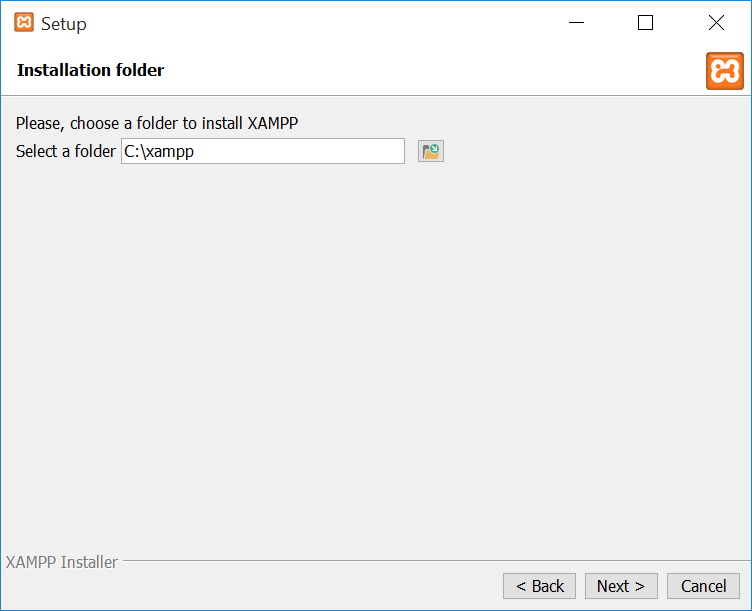 Setup
Installation folder
Please, choose a folder to install XAMPP
Select a folder C:\xampp
XAMPP Installer
< Back Next > Cancel